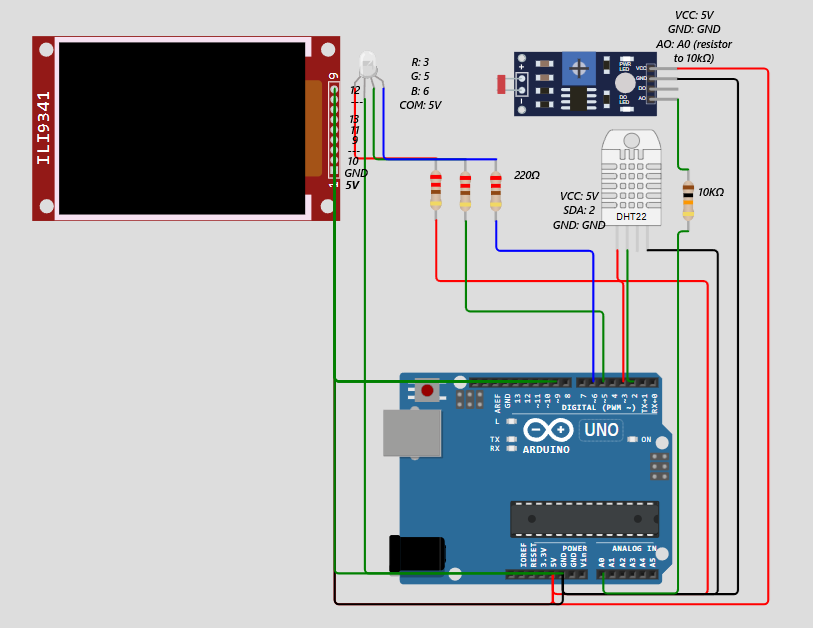 VCC: 5V
GND: GND
AO: A0 (resistor
to 10kΩ)
ILI9341
9
1
12
---
13
11
9
---
10
GND
5V
R: 3
G: 5
B: 6
COM: 5V
+
-
PWR
LED
DO
LED
VCC
GND
DO
AO
220Ω
VCC: 5V
SDA: 2
GND: GND
DHT22
10KΩ
AREF
GND
13
12
~11
~10
~9
8
7
~6
~5
4
~3
2
TX→1
RX←0
DIGITAL (PWM ~)
L
TX
RX
UNO
ON
ARDUINO
IOREF
RESET
3.3V
5V
GND
GND
Vin
POWER
ANALOG IN
A0
A1
A2
A3
A4
A5